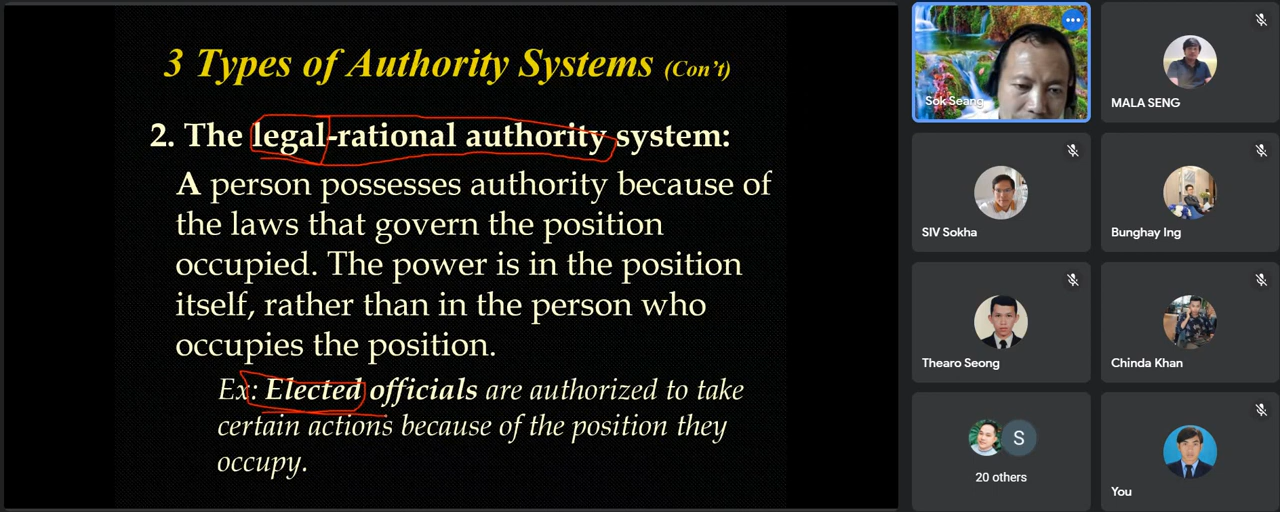 3 Types of Authority Systems (Con't)
2. The legal-rational authority system:
A person possesses authority because of
the laws that govern the position
occupied. The power is in the position
itself, rather than in the person who
occupies the position.
Ex: Elected officials are authorized to take
certain actions because of the position they
occupy.
Sok Seang
MALA SENG
SIV Sokha
Bunghay Ing
Thearo Seong
Chinda Khan
S
20 others
You